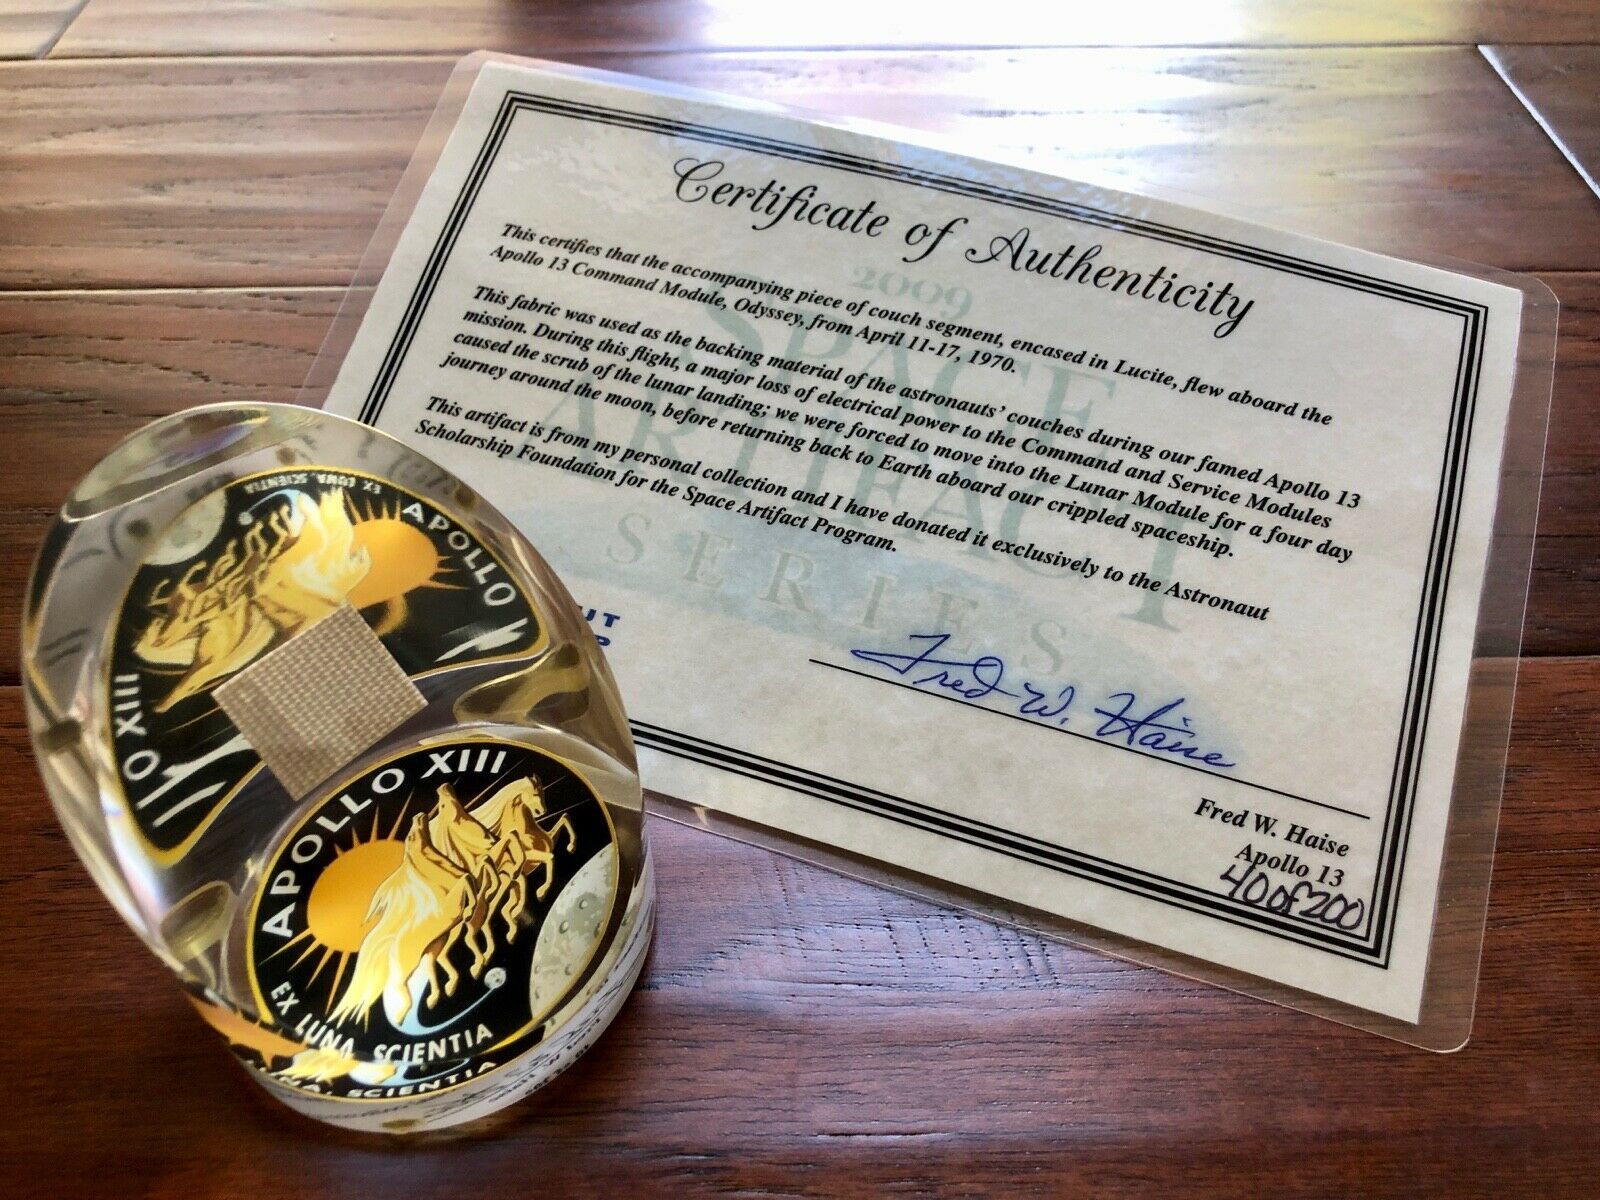 Certificate of Authenticity
2009
SPACE
ARTIFACT
SERIES
This certifies that the accompanying piece of couch segment, encased in Lucite, flew aboard the
Apollo 13 Command Module, Odyssey, from April 11-17, 1970.
This fabric was used as the backing material of the astronauts' couches during our famed Apollo 13
mission. During this flight, a major loss of electrical power to the Command and Service Modules
caused the scrub of the lunar landing; we were forced to move into the Lunar Module for a four day
journey around the moon, before returning back to Earth aboard our crippled spaceship.
This artifact is from my personal collection and I have donated it exclusively to the Astronaut
Scholarship Foundation for the Space Artifact Program.
Fred W. Haise
Fred W. Haise
Apollo 13
40 of 200
APOLLO XIII
EX LUNA, SCIENTIA
APOLLO XIII
EX LUNA, SCIENTIA